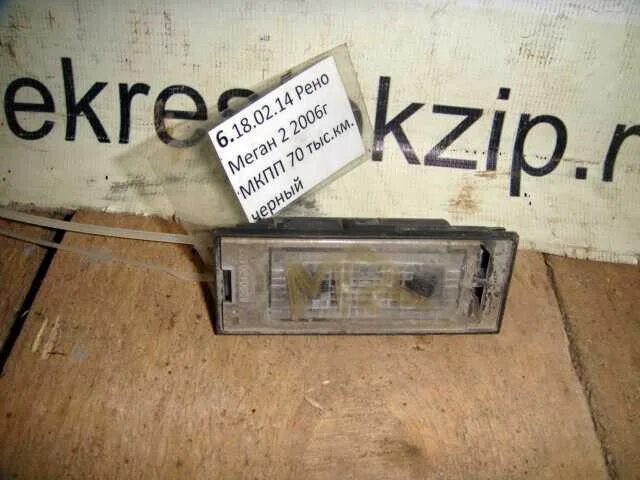 ekres
kzip.r
6.18.02.14 Рено
Меган 2 2006г
МКПП 70 тыс.км.
черный